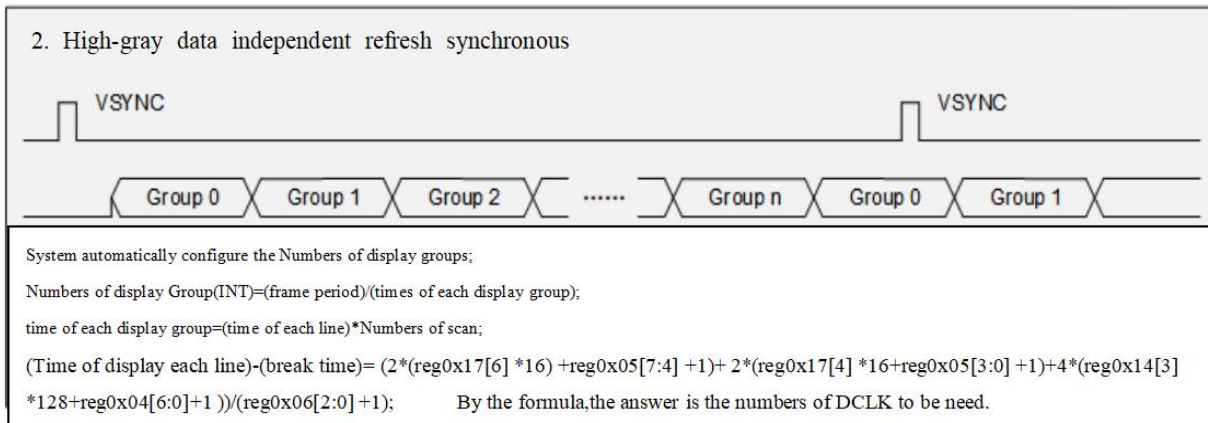 2. High-gray data independent refresh synchronous
VSYNC VSYNC
Group 0 Group 1 Group 2 ...... Group n Group 0 Group 1
System automatically configure the Numbers of display groups;
Numbers of display Group(INT)=(frame period)/(times of each display group);
time of each display group=(time of each line)*Numbers of scan;
(Time of display each line)-(break time)= (2*(reg0x17[6] *16) +reg0x05[7:4] +1)+ 2*(reg0x17[4] *16+reg0x05[3:0] +1)+4*(reg0x14[3]
*128+reg0x04[6:0]+1 ))/(reg0x06[2:0] +1); By the formula,the answer is the numbers of DCLK to be need.